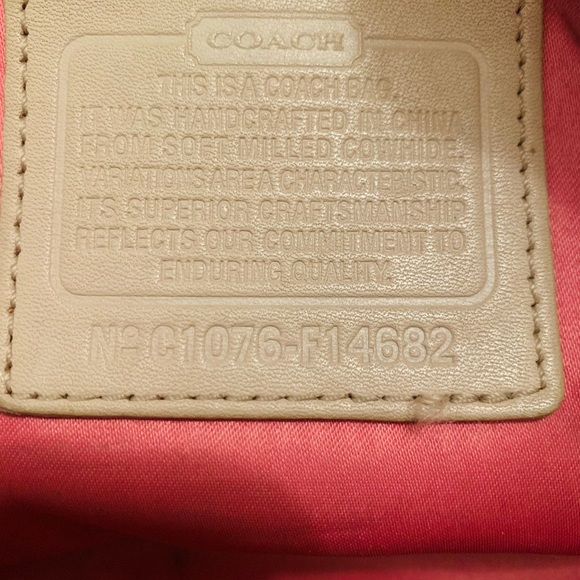 COACH
THIS IS A COACH BAG.
IT WAS HANDCRAFTED IN CHINA
FROM SOFT MILLED COWHIDE.
VARIATIONS ARE A CHARACTERISTIC.
ITS SUPERIOR CRAFTSMANSHIP
REFLECTS OUR COMMITMENT TO
ENDURING QUALITY.
Nº C1076-F14682